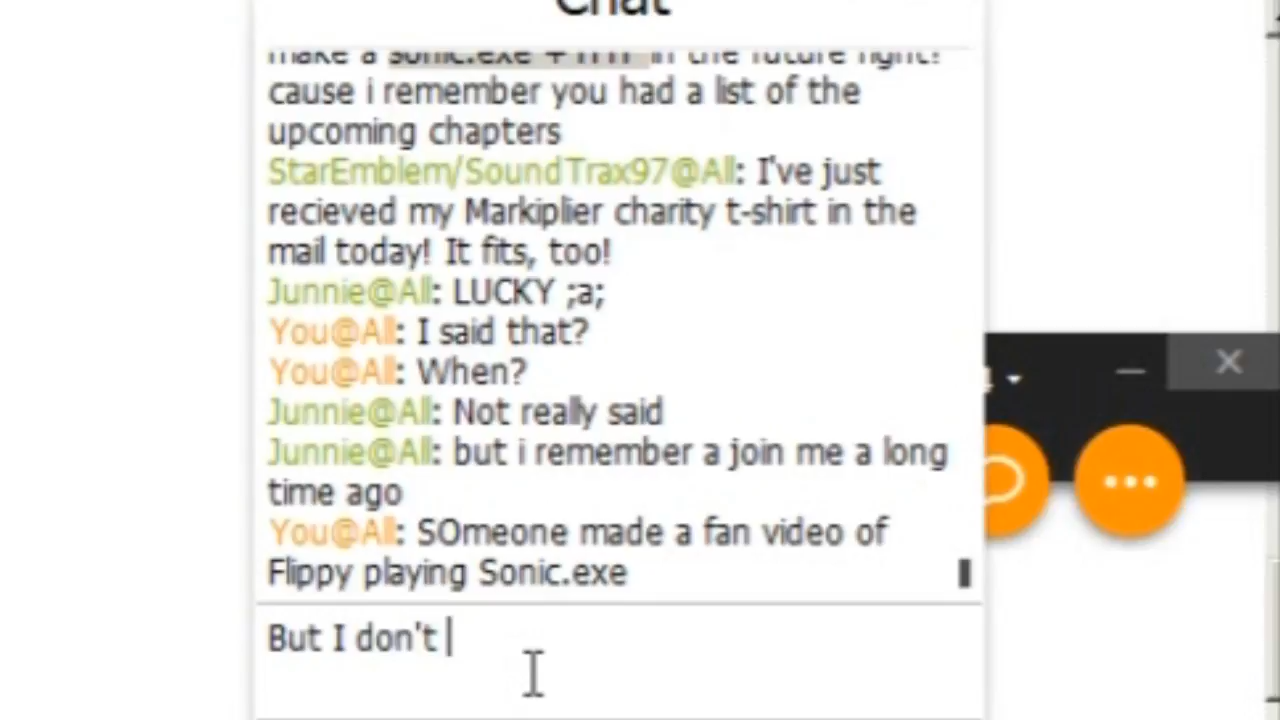 Chat
make a sonic.exe + HTF in the future right?
cause i remember you had a list of the
upcoming chapters
StarEmblem/SoundTrax97@All: I've just
recieved my Markiplier charity t-shirt in the
mail today! It fits, too!
Junnie@All: LUCKY ;a;
You@All: I said that?
You@All: When?
Junnie@All: Not really said
Junnie@All: but i remember a join me a long
time ago
You@All: SOmeone made a fan video of
Flippy playing Sonic.exe
But I don't